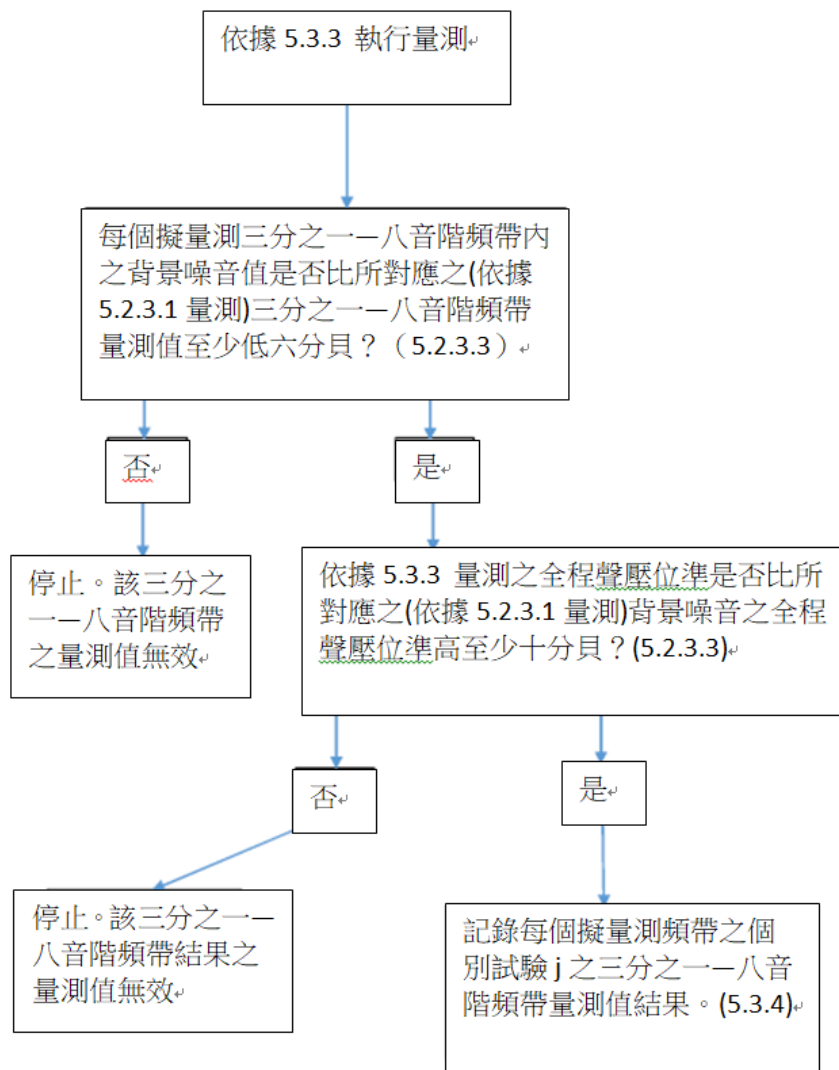 依據 5.3.3 執行量測
每個擬量測三分之一—八音階頻帶內
之背景噪音值是否比所對應之(依據
5.2.3.1 量測)三分之一—八音階頻帶
量測值至少低六分貝？（5.2.3.3）
否
是
停止。該三分之
一—八音階頻帶
之量測值無效
依據 5.3.3 量測之全程聲壓位準是否比所
對應之(依據 5.2.3.1 量測)背景噪音之全程
聲壓位準高至少十分貝？(5.2.3.3)
否
是
停止。該三分之一—
八音階頻帶結果之
量測值無效
記錄每個擬量測頻帶之個
別試驗 j 之三分之一—八音
階頻帶量測值結果。(5.3.4)